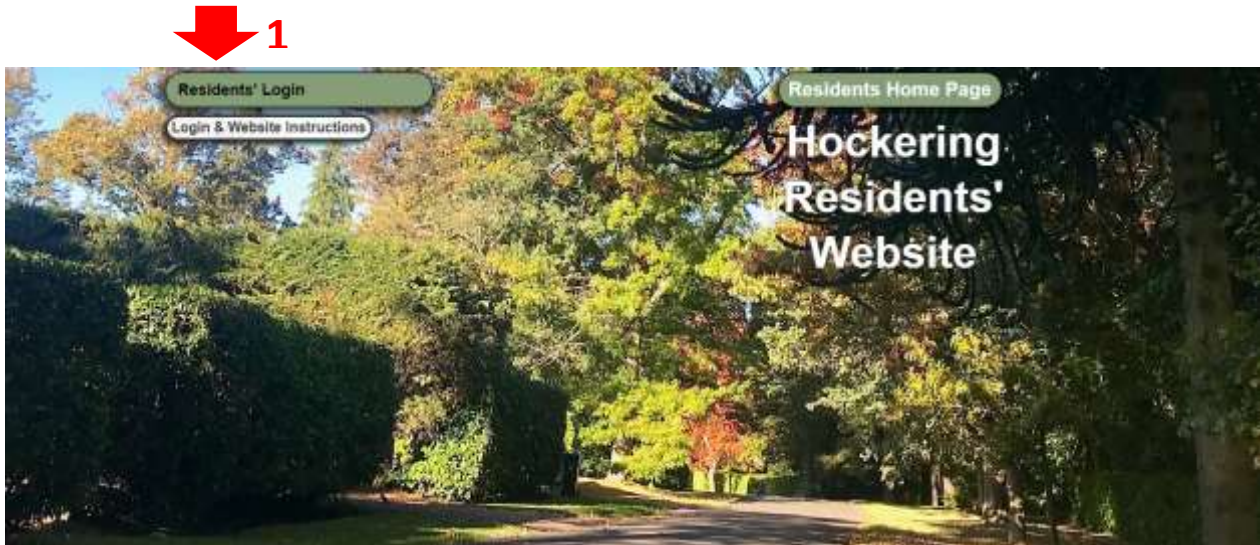 1
Residents' Login
Residents Home Page
Login & Website Instructions
Hockering
Residents'
Website